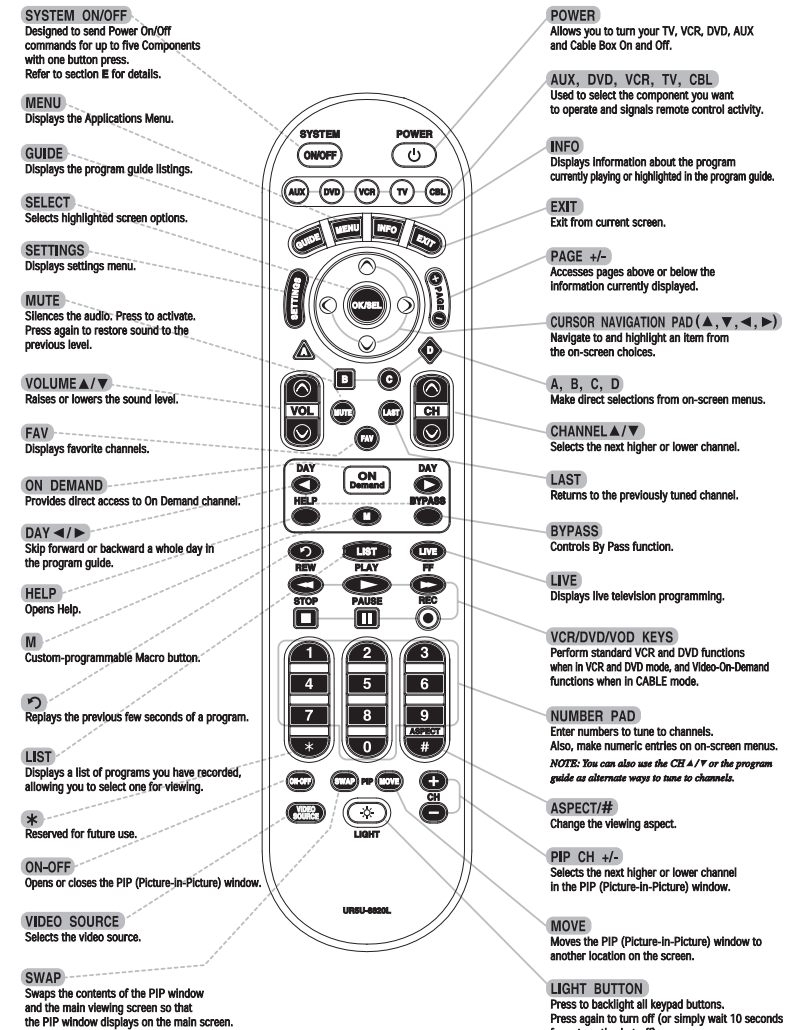 SYSTEM ON/OFF
Designed to send Power On/Off
commands for up to five Components
with one button press.
Refer to section E for details.
MENU
Displays the Applications Menu.
GUIDE
Displays the program guide listings.
SELECT
Selects highlighted screen options.
SETTINGS
Displays settings menu.
MUTE
Silences the audio. Press to activate.
Press again to restore sound to the
previous level.
VOLUME▲/▼
Raises or lowers the sound level.
FAV
Displays favorite channels.
ON DEMAND
Provides direct access to On Demand channel.
DAY ◄/►
Skip forward or backward a whole day in
the program guide.
HELP
Opens Help.
M
Custom-programmable Macro button.
Replays the previous few seconds of a program.
LIST
Displays a list of programs you have recorded,
allowing you to select one for viewing.
*
Reserved for future use.
ON-OFF
Opens or closes the PIP (Picture-in-Picture) window.
VIDEO SOURCE
Selects the video source.
SWAP
Swaps the contents of the PIP window
and the main viewing screen so that
the PIP window displays on the main screen.
SYSTEM POWER
ON/OFF
AUX DVD VCR TV CBL
GUIDE MENU INFO EXIT
SETTINGS OK/SEL + PAGE −
A D
B C
VOL MUTE LAST CH
FAV
DAY ON Demand DAY
HELP BYPASS
M
LIST LIVE
REW PLAY FF
STOP PAUSE REC
1 2 3
4 5 6
7 8 9
ASPECT
* 0 #
ON-OFF SWAP PIP MOVE +
CH
VIDEO SOURCE −
LIGHT
UR5U-8820L
POWER
Allows you to turn your TV, VCR, DVD, AUX
and Cable Box On and Off.
AUX, DVD, VCR, TV, CBL
Used to select the component you want
to operate and signals remote control activity.
INFO
Displays information about the program
currently playing or highlighted in the program guide.
EXIT
Exit from current screen.
PAGE +/-
Accesses pages above or below the
information currently displayed.
CURSOR NAVIGATION PAD (▲,▼,◄,►)
Navigate to and highlight an item from
the on-screen choices.
A, B, C, D
Make direct selections from on-screen menus.
CHANNEL▲/▼
Selects the next higher or lower channel.
LAST
Returns to the previously tuned channel.
BYPASS
Controls By Pass function.
LIVE
Displays live television programming.
VCR/DVD/VOD KEYS
Perform standard VCR and DVD functions
when in VCR and DVD mode, and Video-On-Demand
functions when in CABLE mode.
NUMBER PAD
Enter numbers to tune to channels.
Also, make numeric entries on on-screen menus.
NOTE: You can also use the CH ▲/▼ or the program
guide as alternate ways to tune to channels.
ASPECT/#
Change the viewing aspect.
PIP CH +/-
Selects the next higher or lower channel
in the PIP (Picture-in-Picture) window.
MOVE
Moves the PIP (Picture-in-Picture) window to
another location on the screen.
LIGHT BUTTON
Press to backlight all keypad buttons.
Press again to turn off (or simply wait 10 seconds